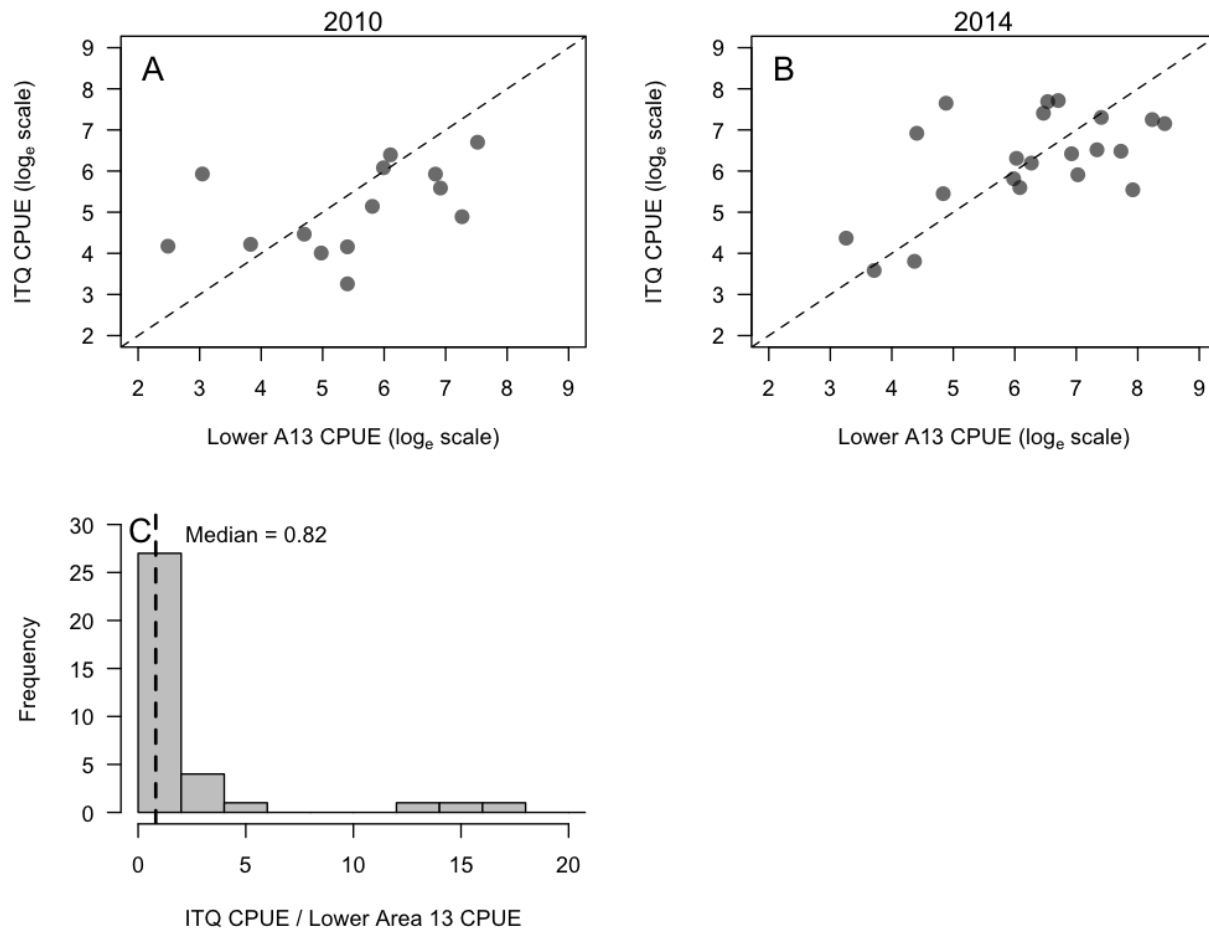 2010
A
ITQ CPUE (logₑ scale)
9
8
7
6
5
4
3
2
2 3 4 5 6 7 8 9
Lower A13 CPUE (logₑ scale)
2014
B
ITQ CPUE (logₑ scale)
9
8
7
6
5
4
3
2
2 3 4 5 6 7 8 9
Lower A13 CPUE (logₑ scale)
C
Median = 0.82
Frequency
30
25
20
15
10
5
0
0 5 10 15 20
ITQ CPUE / Lower Area 13 CPUE